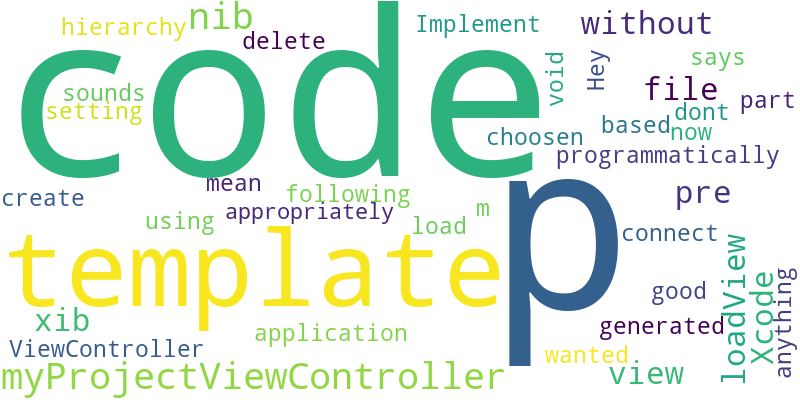 hierarchy
nib
delete
Implement
without
code
sounds
setting
void
Hey
says
file
part
dont
based
now
choosen
programmatically
create
mean
following
appropriately
using
load
m
p
pre
connect
template
xib
application
ViewController
myProjectViewController
good
generated
wanted
view
loadView
Xcode
anything